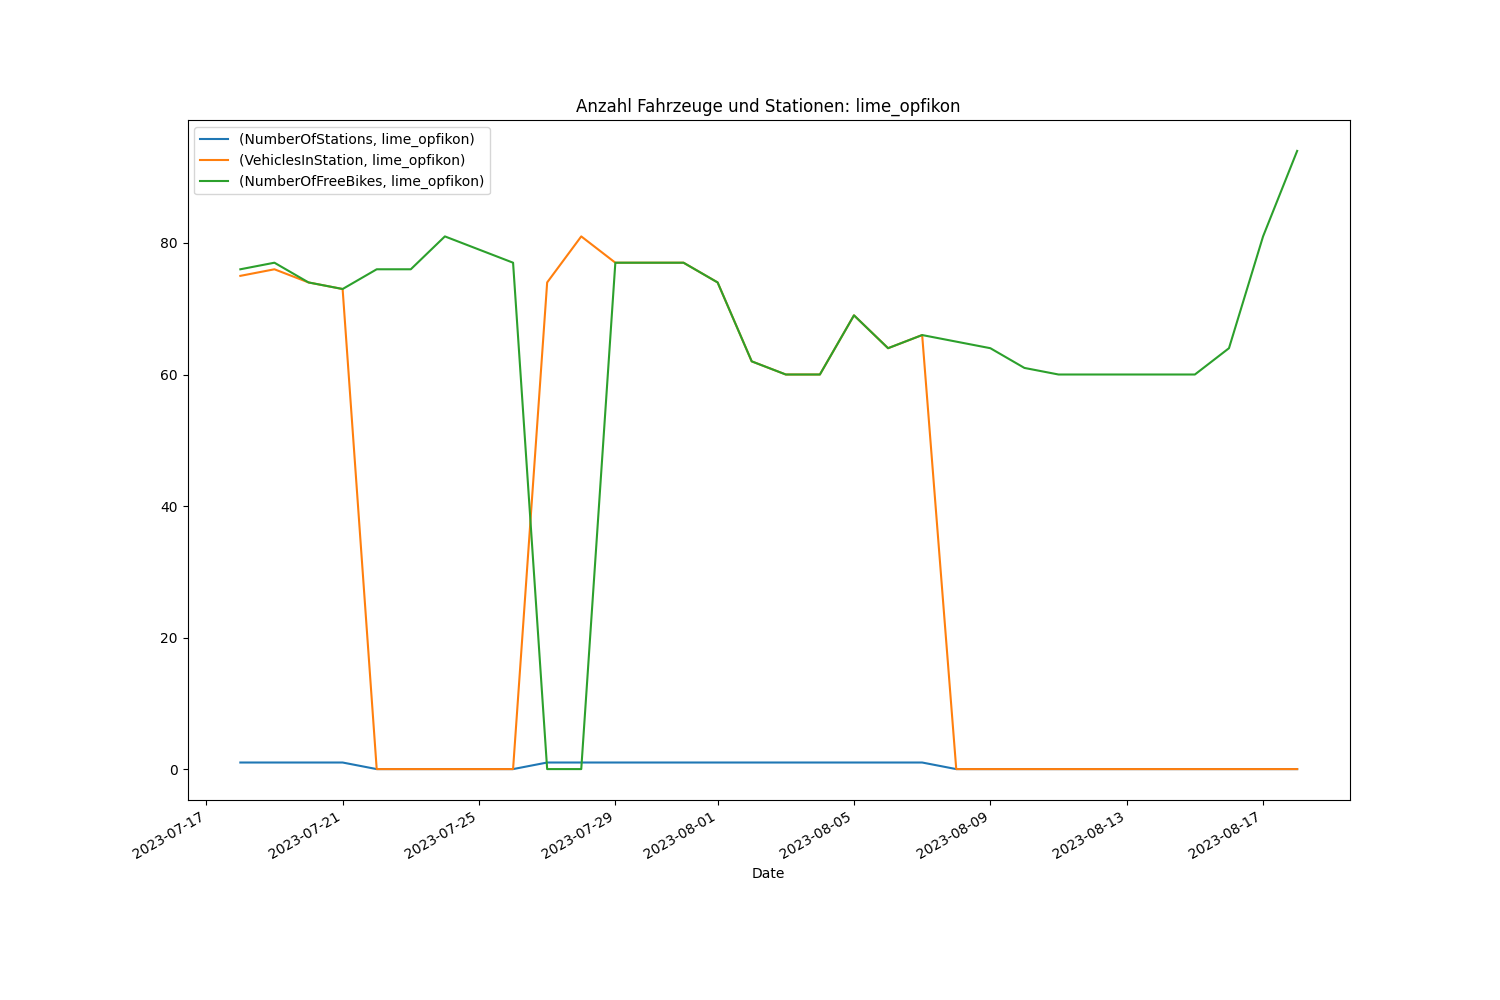 Anzahl Fahrzeuge und Stationen: lime_opfikon
(NumberOfStations, lime_opfikon)
(VehiclesInStation, lime_opfikon)
(NumberOfFreeBikes, lime_opfikon)
80
60
40
20
0
2023-07-17
2023-07-21
2023-07-25
2023-07-29
2023-08-01
2023-08-05
2023-08-09
2023-08-13
2023-08-17
Date